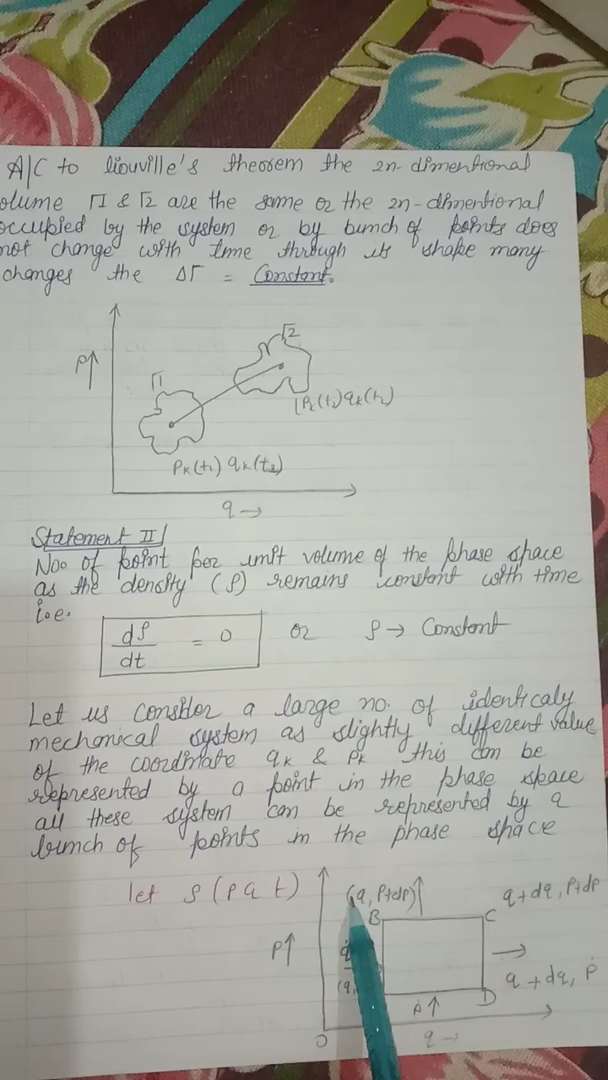 A/C to liouville's theorem the 2n-dimentional
olume Γ1 & Γ2 are the same or the 2n-dimentional
occupied by the system or by bunch of points does
not change with time through its shape many
changes the ΔΓ = Constant.
Γ2
P↑
Γ1
(Pk(t2) qk(t2)
Pk(t1) qk(t2)
q →
Statement II
Noo of point per unit volume of the phase space
as the density (ρ) remains constant with time
i.e.
dρ/dt = 0 or ρ → Constant
Let us consider a large no. of identicaly
mechonical system as slightly different value
of the coordinate qk & Pk this can be
represented by a point in the phase space
all these system can be represented by a
bunch of points in the phase space
let ρ (p q t)
(q, P+dp)↑
q+dq, P+dp
B C
P↑
q̇
(q,
q + dq, ṗ
D
ṗ↑
O q →